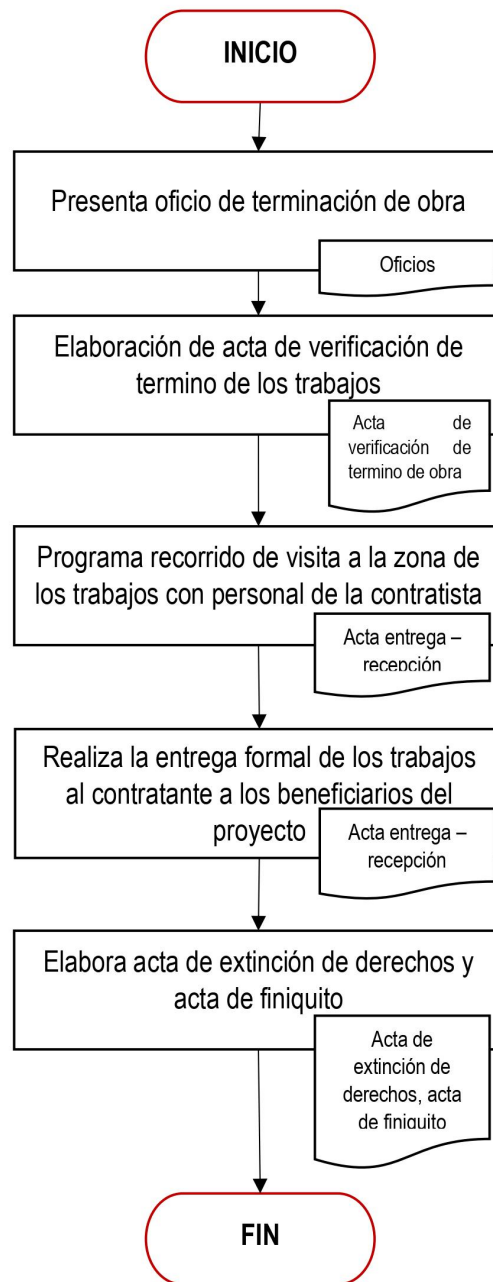 INICIO
Presenta oficio de terminación de obra
Oficios
Elaboración de acta de verificación de
termino de los trabajos
Acta de
verificación de
termino de obra
Programa recorrido de visita a la zona de
los trabajos con personal de la contratista
Acta entrega –
recepción
Realiza la entrega formal de los trabajos
al contratante a los beneficiarios del
proyecto
Acta entrega –
recepción
Elabora acta de extinción de derechos y
acta de finiquito
Acta de
extinción de
derechos, acta
de finiquito
FIN